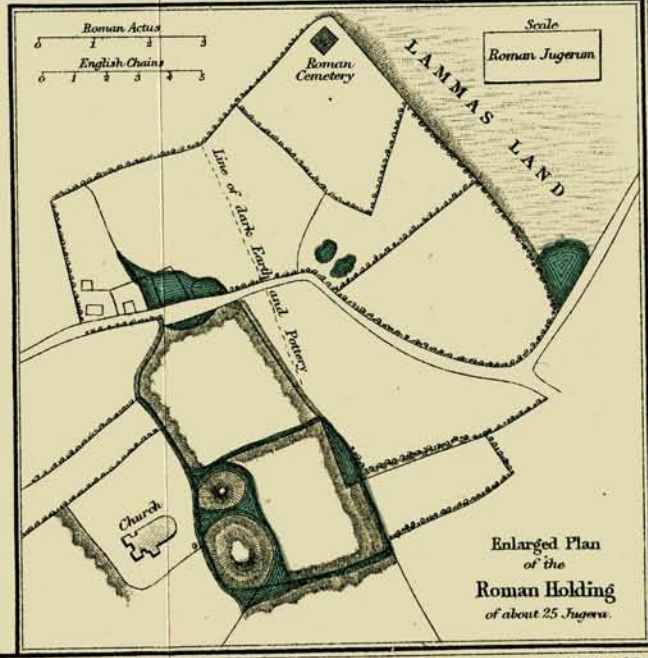 Roman Actus
0 1 2 3
English Chains
0 1 2 3 4 5
Scale
Roman Jugerum
Roman
Cemetery
LAMMAS LAND
Line of dark Earth and Pottery
Church
Enlarged Plan
of the
Roman Holding
of about 25 Jugera.